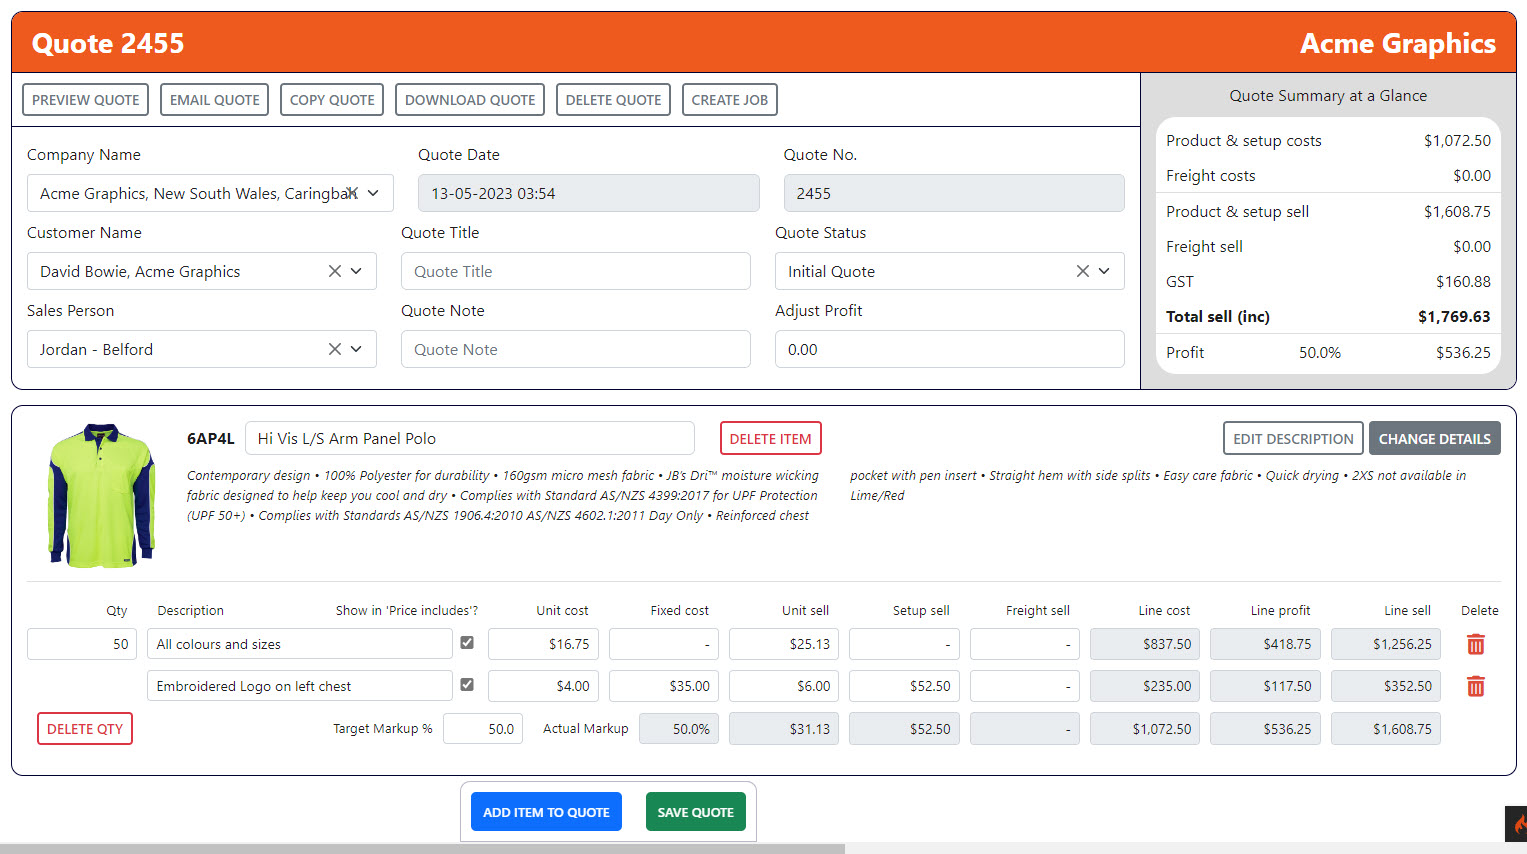 Quote 2455
Acme Graphics
PREVIEW QUOTE EMAIL QUOTE COPY QUOTE DOWNLOAD QUOTE DELETE QUOTE CREATE JOB
Company Name Quote Date Quote No.
Acme Graphics, New South Wales, Caringbah 13-05-2023 03:54 2455
Customer Name Quote Title Quote Status
David Bowie, Acme Graphics Quote Title Initial Quote
Sales Person Quote Note Adjust Profit
Jordan - Belford Quote Note 0.00
Quote Summary at a Glance
Product & setup costs $1,072.50
Freight costs $0.00
Product & setup sell $1,608.75
Freight sell $0.00
GST $160.88
Total sell (inc) $1,769.63
Profit 50.0% $536.25
6AP4L Hi Vis L/S Arm Panel Polo DELETE ITEM EDIT DESCRIPTION CHANGE DETAILS
Contemporary design • 100% Polyester for durability • 160gsm micro mesh fabric • JB's Dri™ moisture wicking
fabric designed to help keep you cool and dry • Complies with Standard AS/NZS 4399:2017 for UPF Protection
(UPF 50+) • Complies with Standards AS/NZS 1906.4:2010 AS/NZS 4602.1:2011 Day Only • Reinforced chest
pocket with pen insert • Straight hem with side splits • Easy care fabric • Quick drying • 2XS not available in
Lime/Red
Qty Description Show in 'Price includes'? Unit cost Fixed cost Unit sell Setup sell Freight sell Line cost Line profit Line sell Delete
50 All colours and sizes $16.75 - $25.13 - - $837.50 $418.75 $1,256.25
Embroidered Logo on left chest $4.00 $35.00 $6.00 $52.50 - $235.00 $117.50 $352.50
DELETE QTY Target Markup % 50.0 Actual Markup 50.0% $31.13 $52.50 - $1,072.50 $536.25 $1,608.75
ADD ITEM TO QUOTE SAVE QUOTE